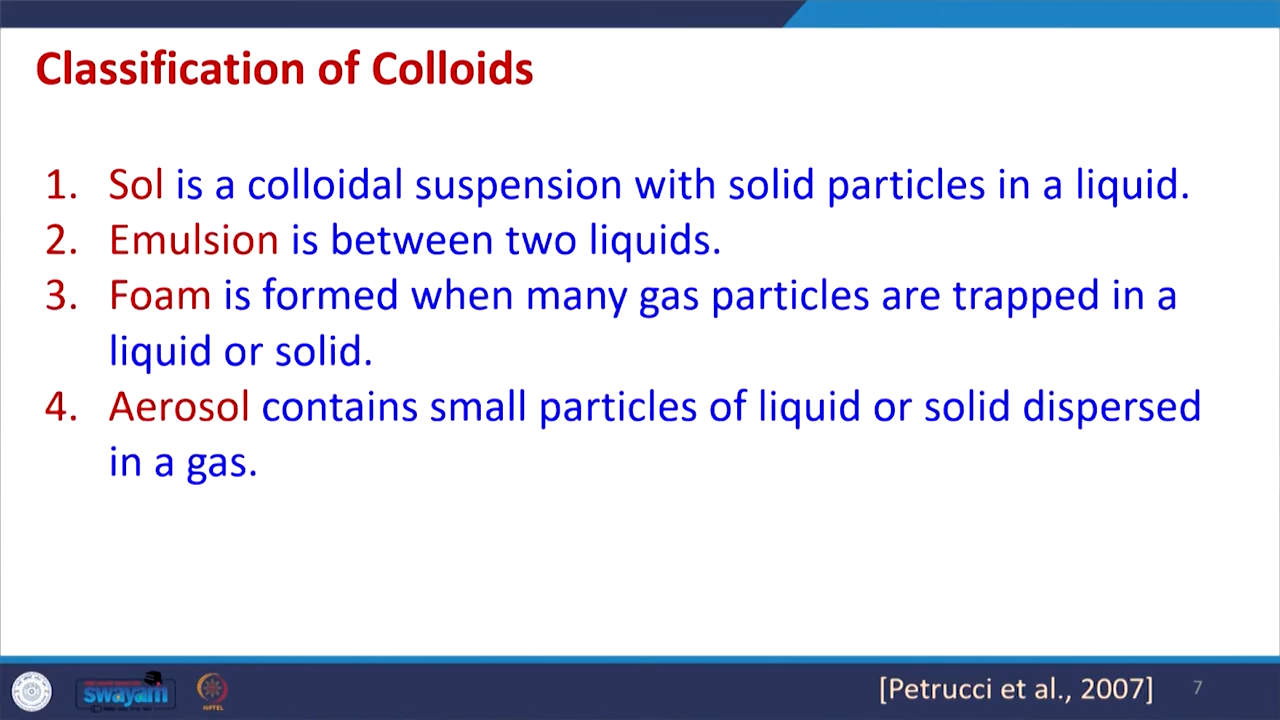 Classification of Colloids
1. Sol is a colloidal suspension with solid particles in a liquid.
2. Emulsion is between two liquids.
3. Foam is formed when many gas particles are trapped in a
liquid or solid.
4. Aerosol contains small particles of liquid or solid dispersed
in a gas.
swayam
NPTEL
[Petrucci et al., 2007]
7